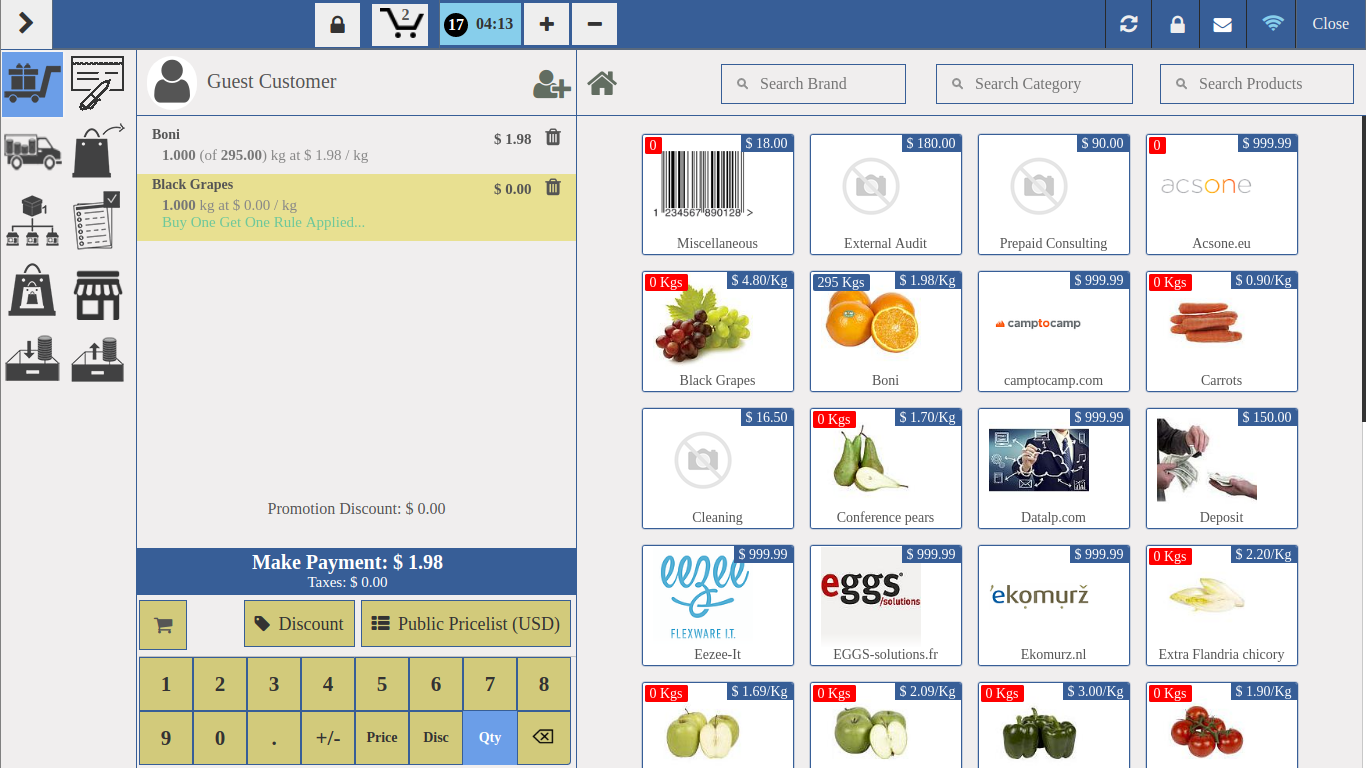 2
17 04:13
Close
Guest Customer
Search Brand
Search Category
Search Products
Boni
$ 1.98
1.000 (of 295.00) kg at $ 1.98 / kg
Black Grapes
$ 0.00
1.000 kg at $ 0.00 / kg
Buy One Get One Rule Applied...
Promotion Discount: $ 0.00
Make Payment: $ 1.98
Taxes: $ 0.00
Discount
Public Pricelist (USD)
1 2 3 4 5 6 7 8
9 0 . +/- Price Disc Qty
0
$ 18.00
1 234567 890128 >
Miscellaneous
$ 180.00
External Audit
$ 90.00
Prepaid Consulting
0
$ 999.99
acsone
Acsone.eu
0 Kgs
$ 4.80/Kg
Black Grapes
295 Kgs
$ 1.98/Kg
Boni
$ 999.99
camptocamp
camptocamp.com
0 Kgs
$ 0.90/Kg
Carrots
$ 16.50
Cleaning
0 Kgs
$ 1.70/Kg
Conference pears
$ 999.99
Datalp.com
$ 150.00
Deposit
$ 999.99
eezee
FLEXWARE I.T.
Eezee-It
$ 999.99
eggs
/solutions
EGGS-solutions.fr
$ 999.99
'ekomurž
Ekomurz.nl
0 Kgs
$ 2.20/Kg
Extra Flandria chicory
0 Kgs
$ 1.69/Kg
0 Kgs
$ 2.09/Kg
0 Kgs
$ 3.00/Kg
0 Kgs
$ 1.90/Kg